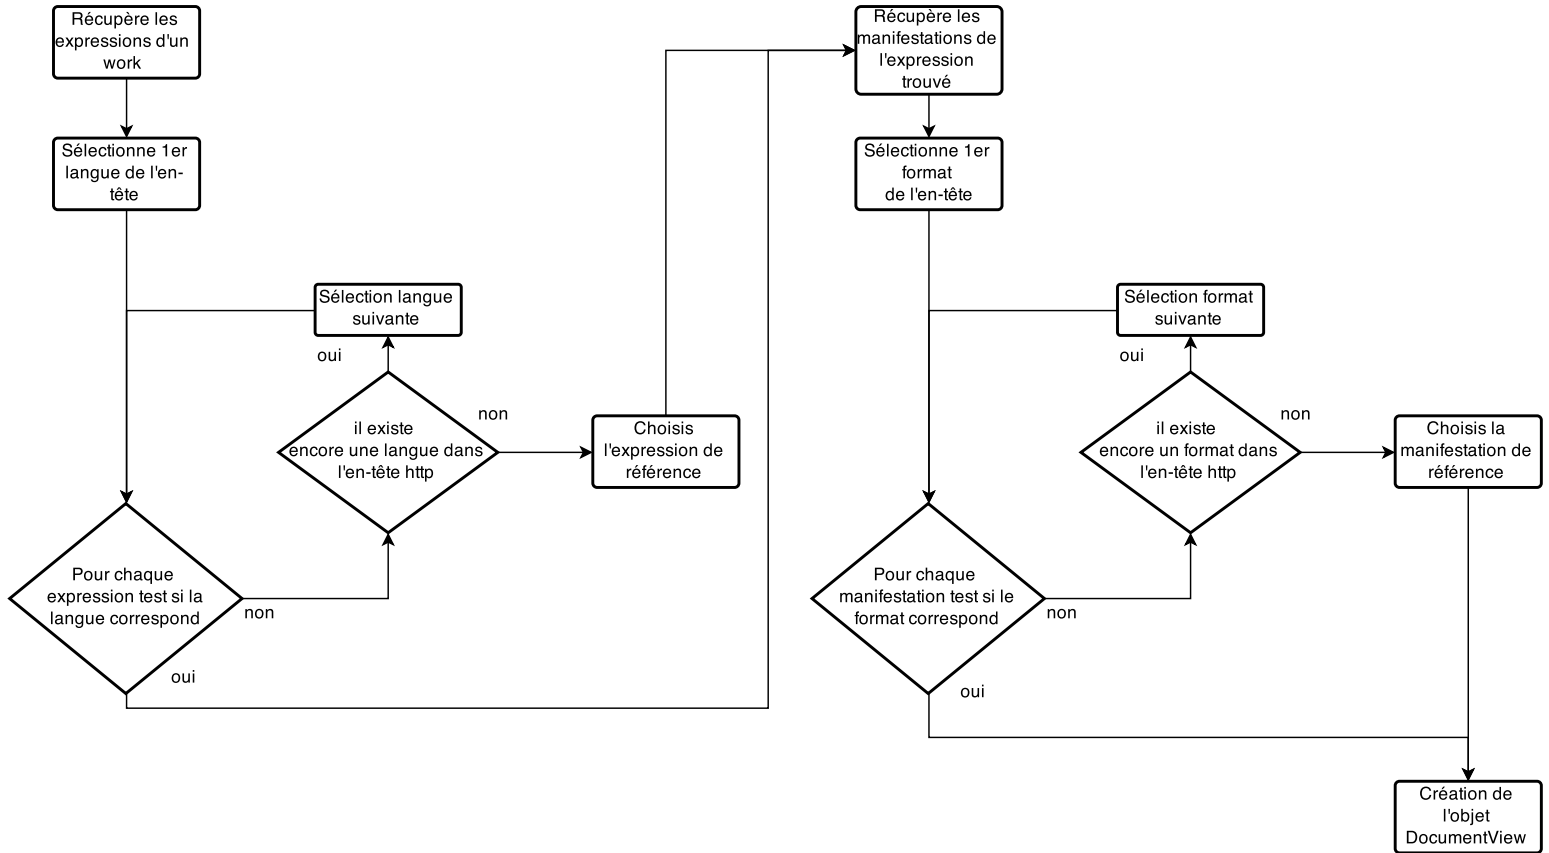 Récupère les
expressions d'un
work
Sélectionne 1er
langue de l'en-
tête
Sélection langue
suivante
oui
il existe
encore une langue dans
l'en-tête http
non
Choisis
l'expression de
référence
Pour chaque
expression test si la
langue correspond
non
oui
Récupère les
manifestations de
l'expression
trouvé
Sélectionne 1er
format
de l'en-tête
Sélection format
suivante
oui
il existe
encore un format dans
l'en-tête http
non
Choisis la
manifestation de
référence
Pour chaque
manifestation test si le
format correspond
non
oui
Création de
l'objet
DocumentView